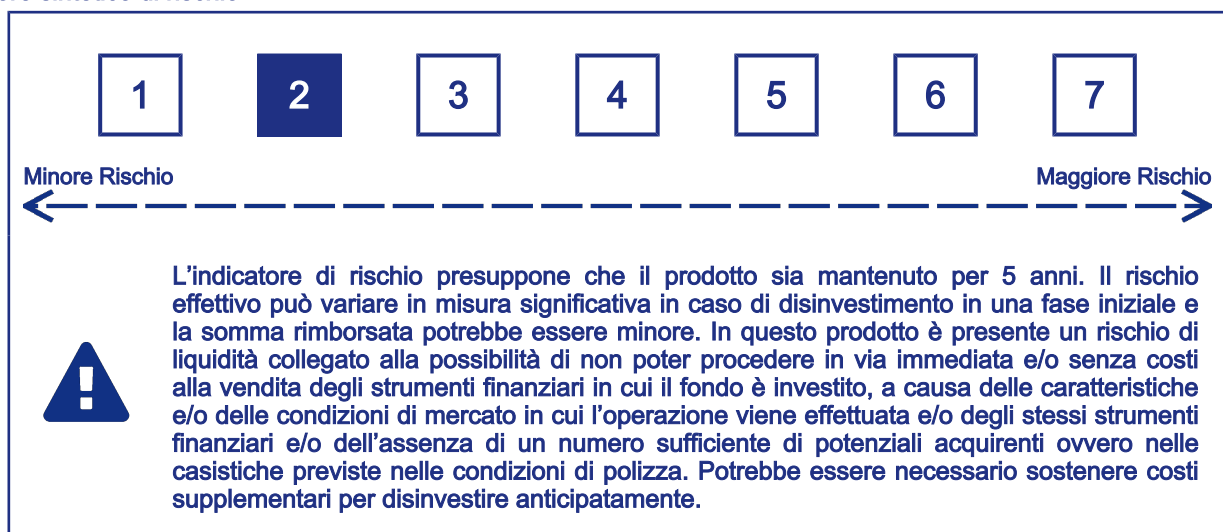 1 2 3 4 5 6 7
Minore Rischio Maggiore Rischio
L'indicatore di rischio presuppone che il prodotto sia mantenuto per 5 anni. Il rischio
effettivo può variare in misura significativa in caso di disinvestimento in una fase iniziale e
la somma rimborsata potrebbe essere minore. In questo prodotto è presente un rischio di
liquidità collegato alla possibilità di non poter procedere in via immediata e/o senza costi
alla vendita degli strumenti finanziari in cui il fondo è investito, a causa delle caratteristiche
e/o delle condizioni di mercato in cui l'operazione viene effettuata e/o degli stessi strumenti
finanziari e/o dell'assenza di un numero sufficiente di potenziali acquirenti ovvero nelle
casistiche previste nelle condizioni di polizza. Potrebbe essere necessario sostenere costi
supplementari per disinvestire anticipatamente.